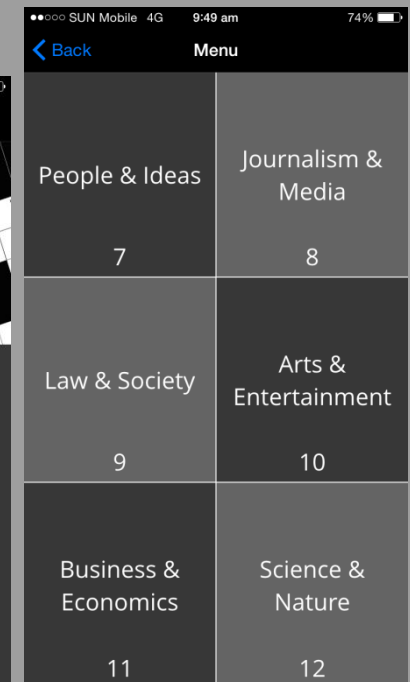 SUN Mobile 4G 9:49 am 74%
Back Menu
People & Ideas
7
Journalism &
Media
8
Law & Society
9
Arts &
Entertainment
10
Business &
Economics
11
Science &
Nature
12